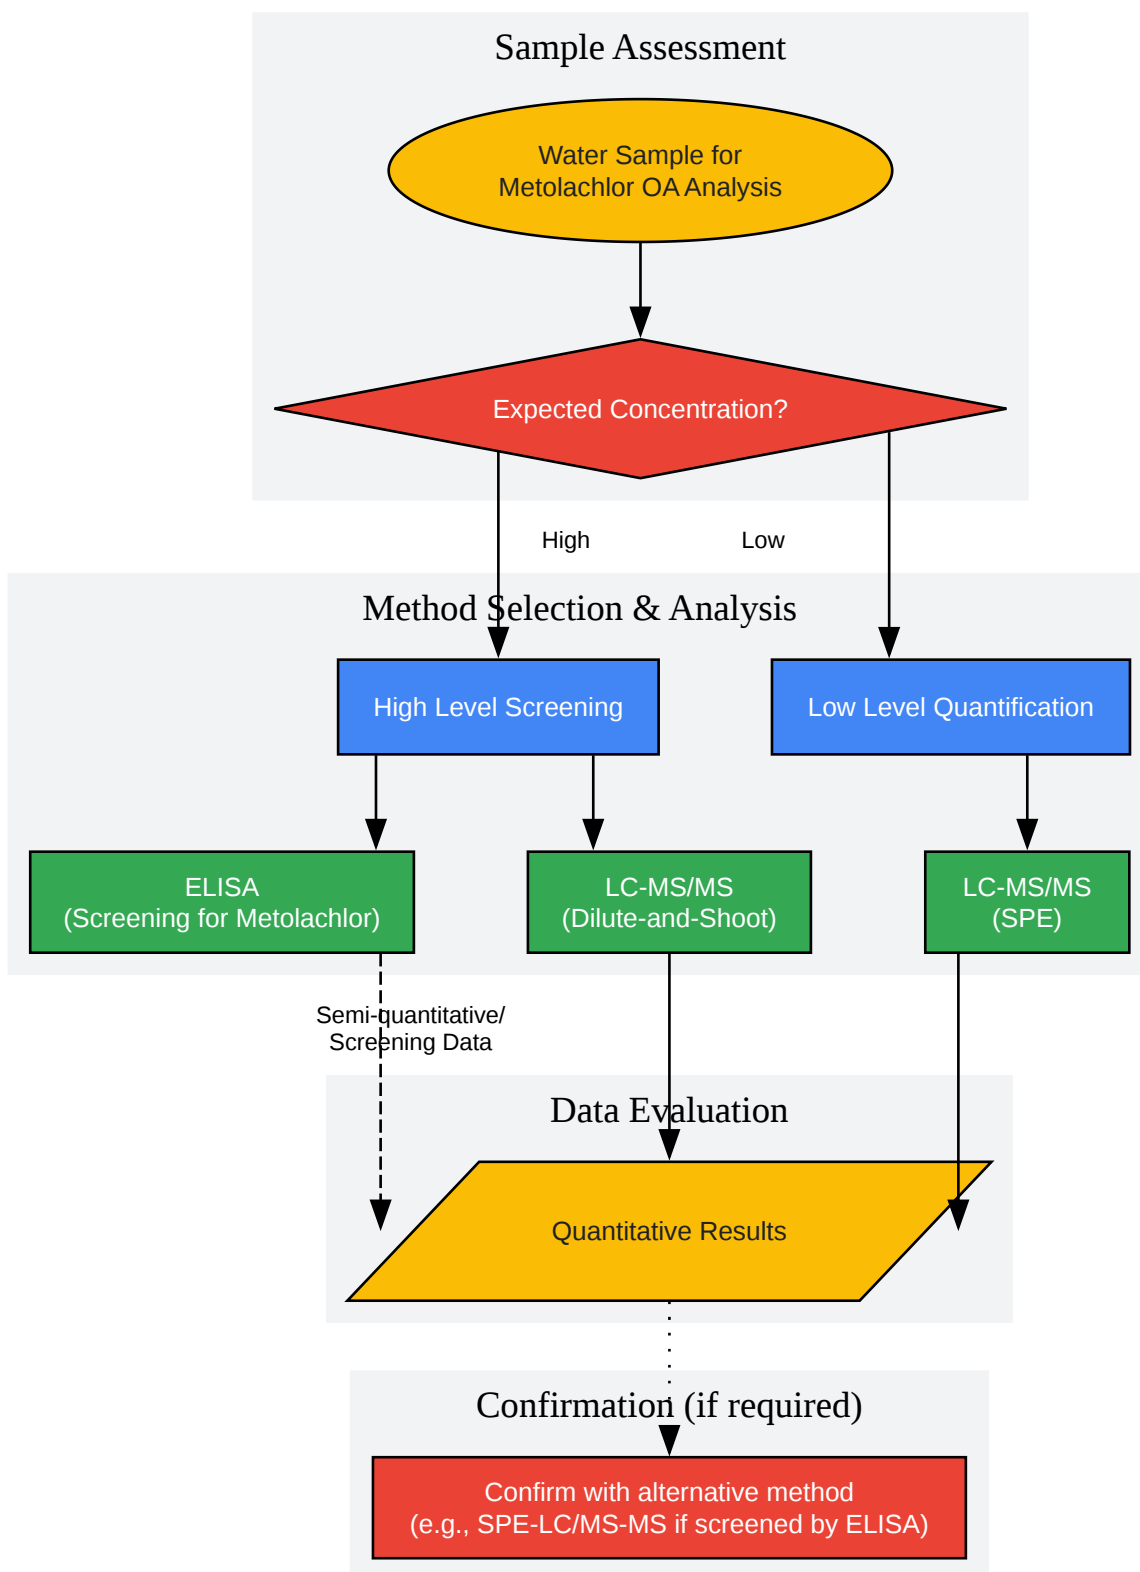 Sample Assessment
Water Sample for
Metolachlor OA Analysis
Expected Concentration?
High
Low
Method Selection & Analysis
High Level Screening
Low Level Quantification
ELISA
(Screening for Metolachlor)
LC-MS/MS
(Dilute-and-Shoot)
LC-MS/MS
(SPE)
Semi-quantitative/
Screening Data
Data Evaluation
Quantitative Results
Confirmation (if required)
Confirm with alternative method
(e.g., SPE-LC/MS-MS if screened by ELISA)